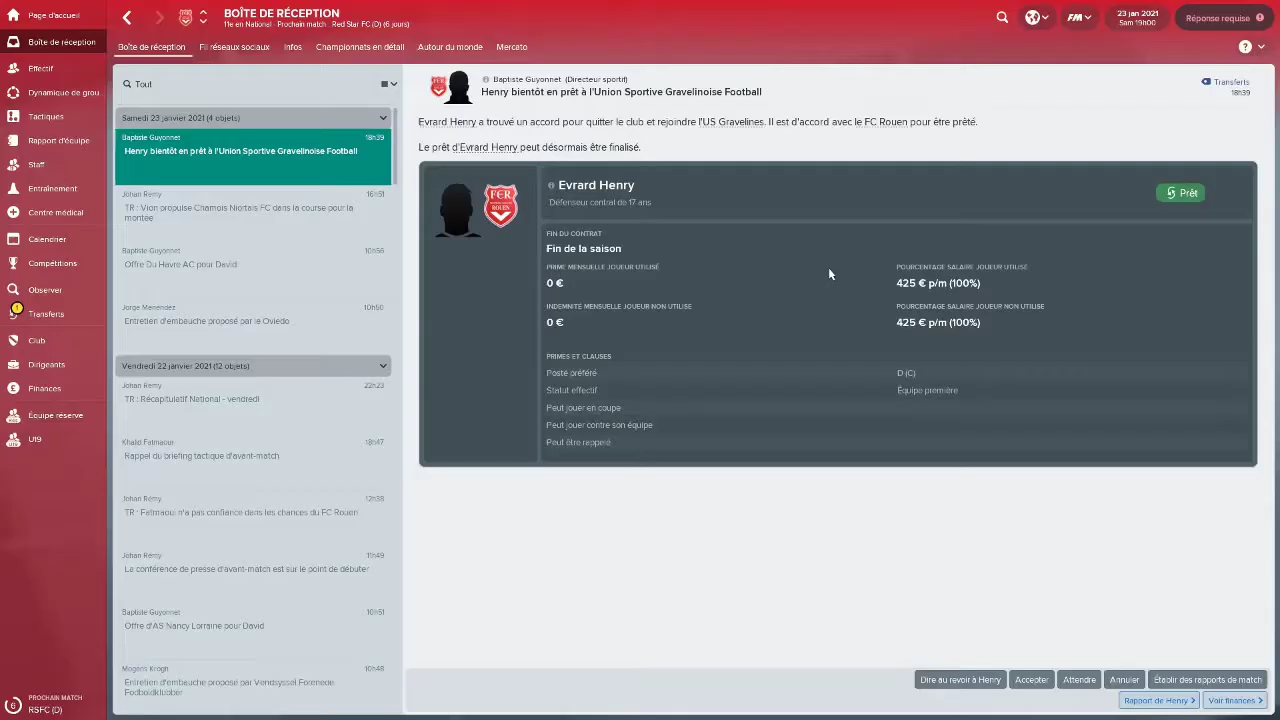 Page d'accueil
Boîte de réception
Effectif
Dynamique de grou
Tactiques
Rapport d'équipe
Staff
Entraînement
Centre médical
Calendrier
Compétitions
Observer
1
Transferts
Club
Dirigeants
Finances
Équipe réserve
U19
6
PROCHAIN MATCH
RSFC (D)
BOÎTE DE RÉCEPTION
11e en National · Prochain match · Red Star FC (D) (6 jours)
FM
23 jan 2021
Sam 19h00
Réponse requise
Boîte de réception
Fil réseaux sociaux
Infos
Championnats en détail
Autour du monde
Mercato
?
Tout
Samedi 23 janvier 2021 (4 objets)
Baptiste Guyonnet 18h39
Henry bientôt en prêt à l'Union Sportive Gravelinoise Football
Johan Remy 16h51
TR : Vion propulse Chamois Niortais FC dans la course pour la
montée
Baptiste Guyonnet 10h56
Offre Du Havre AC pour David
Jorge Menéndez 10h50
Entretien d'embauche proposé par le Oviedo
Vendredi 22 janvier 2021 (12 objets)
Johan Remy 22h23
TR : Récapitulatif National - vendredi
Khalid Fatmaoui 18h47
Rappel du briefing tactique d'avant-match
Johan Remy 12h38
TR : Fatmaoui n'a pas confiance dans les chances du FC Rouen
Johan Remy 11h49
La conférence de presse d'avant-match est sur le point de débuter
Baptiste Guyonnet 10h51
Offre d'AS Nancy Lorraine pour David
Mogens Krogh 10h48
Entretien d'embauche proposé par Vendsyssel Forenede
Fodboldklubber
Baptiste Guyonnet (Directeur sportif)
Henry bientôt en prêt à l'Union Sportive Gravelinoise Football
Transferts
18h39
Evrard Henry a trouvé un accord pour quitter le club et rejoindre l'US Gravelines. Il est d'accord avec le FC Rouen pour être prêté.
Le prêt d'Evrard Henry peut désormais être finalisé.
FCR
ROUEN
Evrard Henry
Défenseur central de 17 ans
Prêt
FIN DU CONTRAT
Fin de la saison
PRIME MENSUELLE JOUEUR UTILISÉ
0 €
POURCENTAGE SALAIRE JOUEUR UTILISÉ
425 € p/m (100%)
INDEMNITÉ MENSUELLE JOUEUR NON UTILISÉ
0 €
POURCENTAGE SALAIRE JOUEUR NON UTILISÉ
425 € p/m (100%)
PRIMES ET CLAUSES
Poste préféré D (C)
Statut effectif Équipe première
Peut jouer en coupe
Peut jouer contre son équipe
Peut être rappelé
Dire au revoir à Henry
Accepter
Attendre
Annuler
Établir des rapports de match
Rapport de Henry
Voir finances